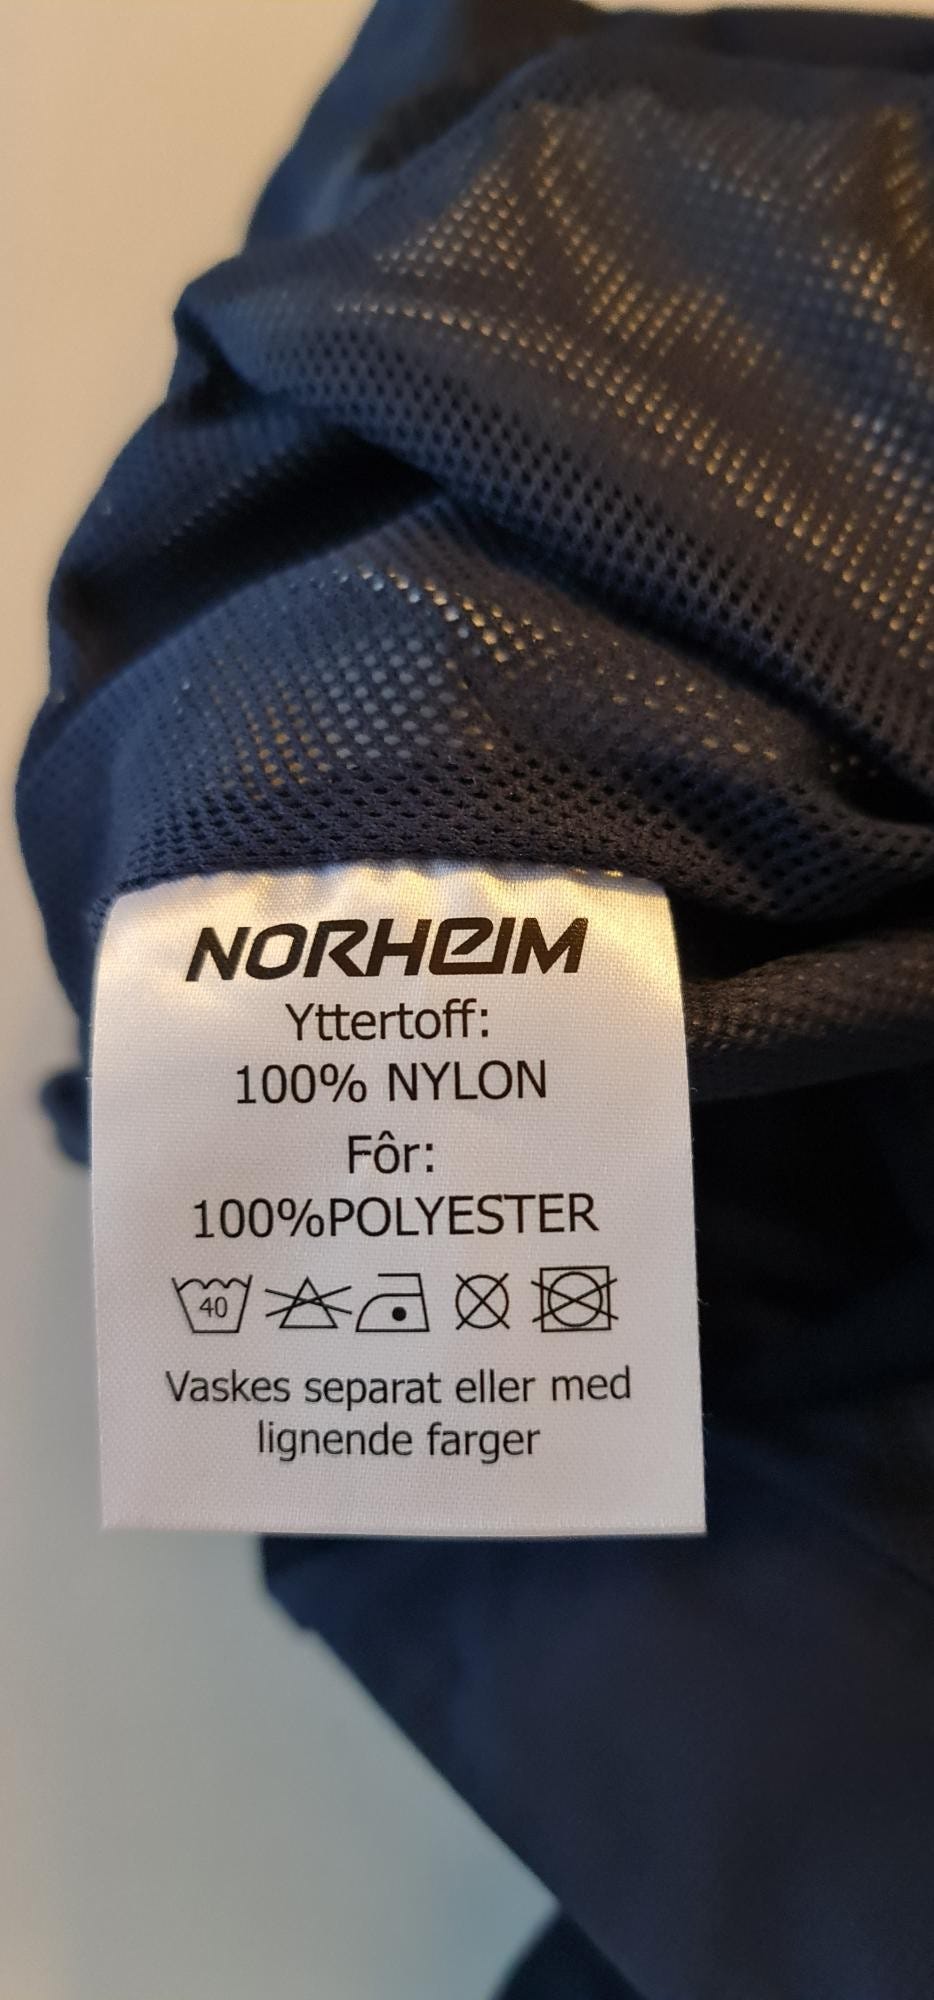 NORHEIM
Yttertoff:
100% NYLON
Fôr:
100%POLYESTER
40
Vaskes separat eller med
lignende farger